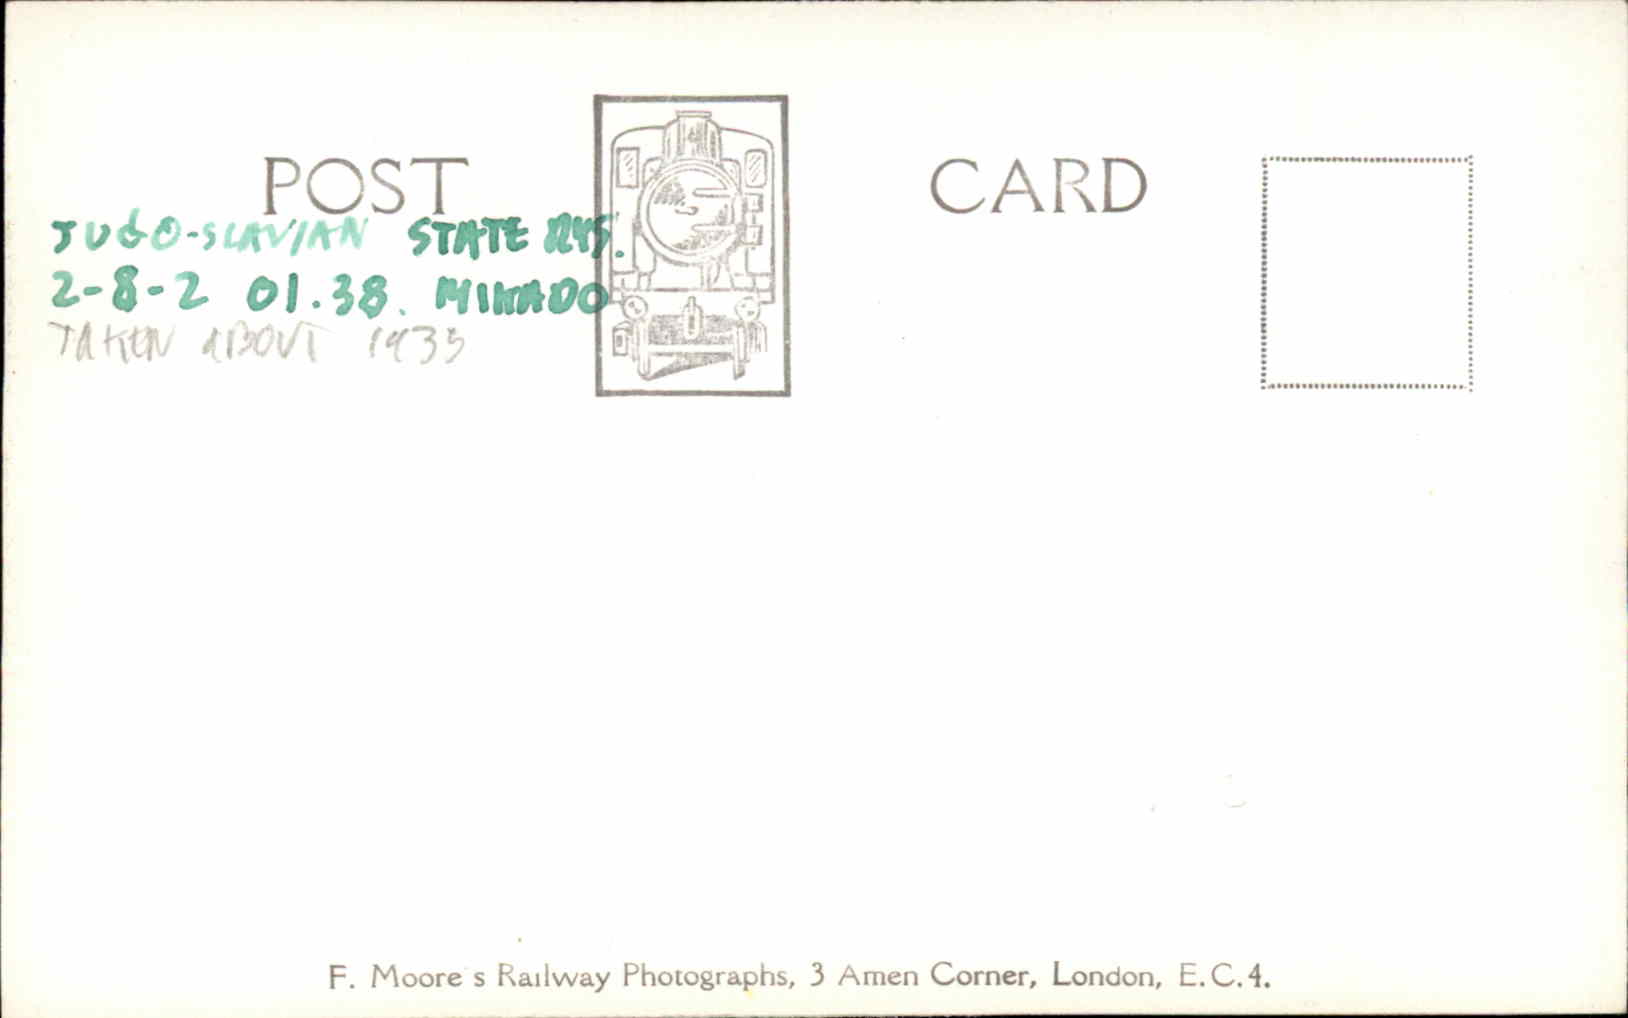 POST CARD
JUGO-SLAVIAN STATE RYS.
2-8-2 01.38. MIKADO
TAKEN ABOUT 1933
F. Moore's Railway Photographs, 3 Amen Corner, London, E.C.4.